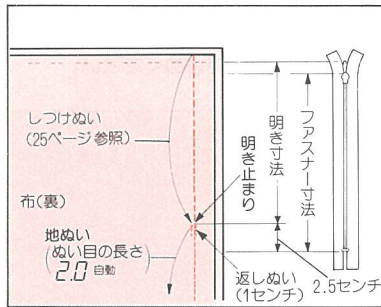 しつけぬい
(25ページ参照)
布(裏)
地ぬい
(ぬい目の長さ
2.0 自動)
明き止まり
明き寸法
ファスナー寸法
返しぬい
(1センチ)
2.5センチ